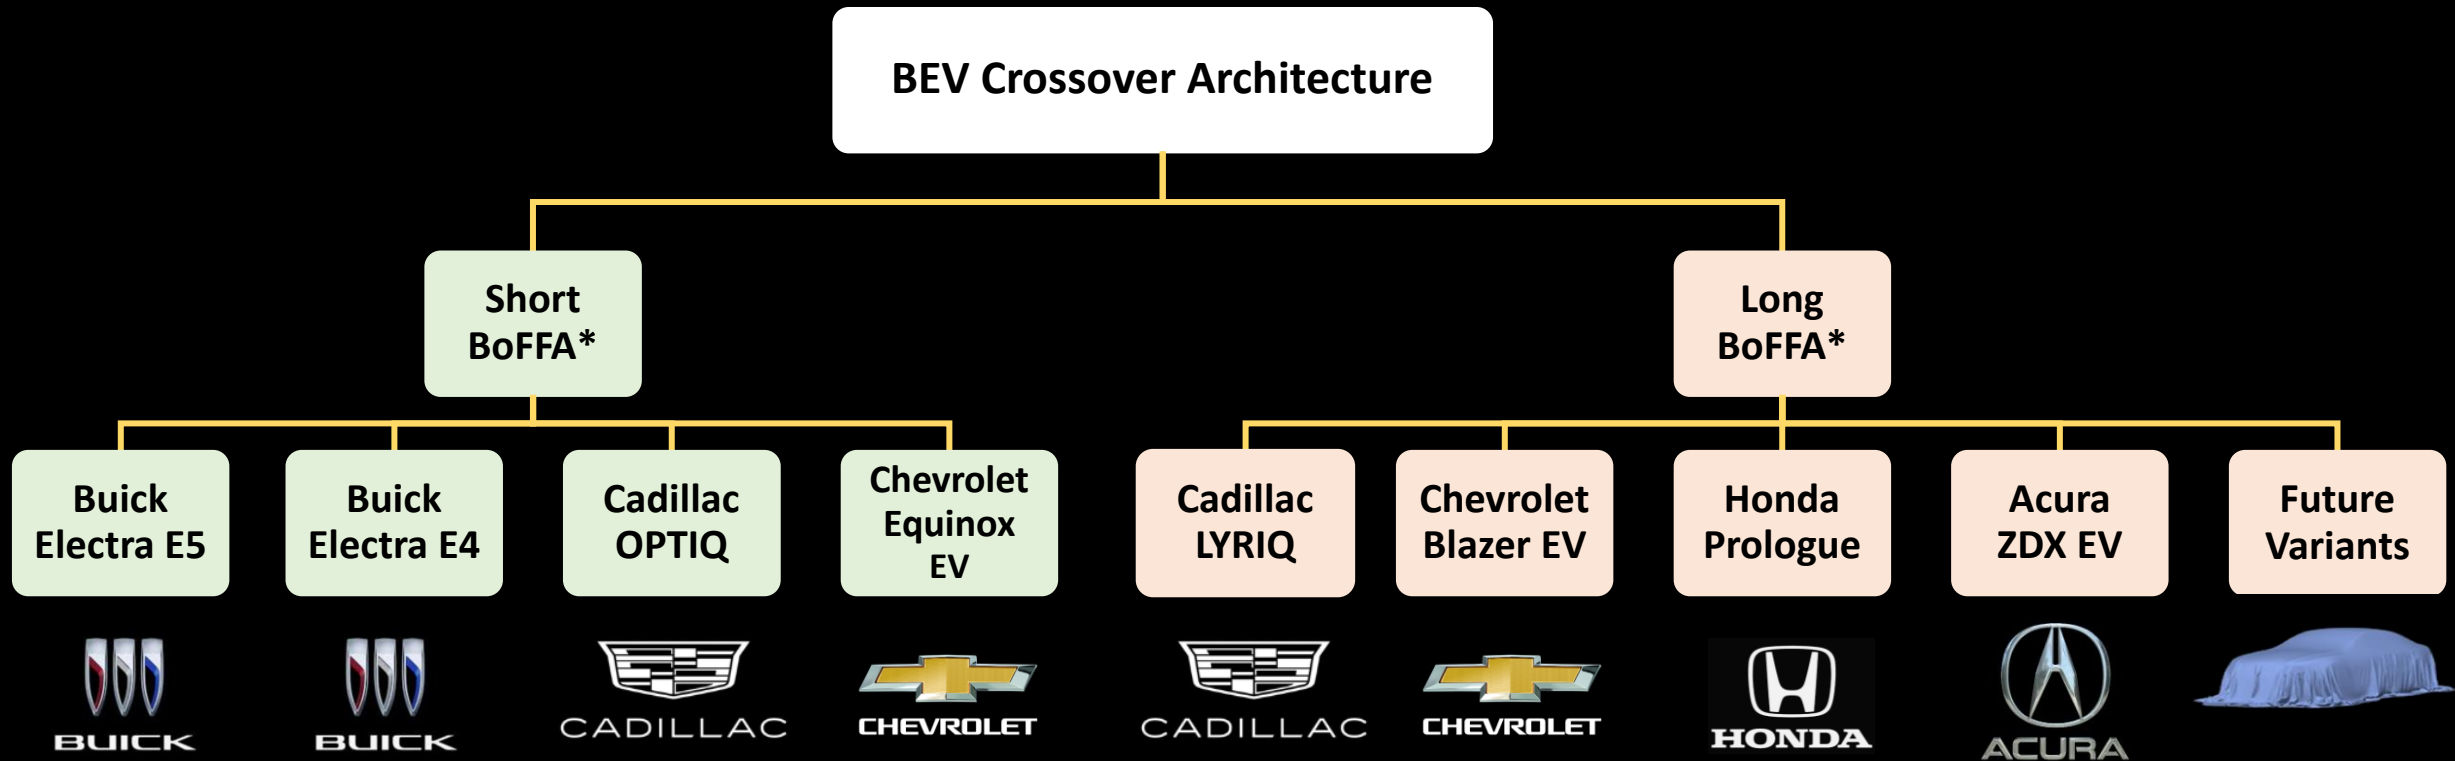 BEV Crossover Architecture
Short
BoFFA*
Long
BoFFA*
Buick
Electra E5
Buick
Electra E4
Cadillac
OPTIQ
Chevrolet
Equinox
EV
Cadillac
LYRIQ
Chevrolet
Blazer EV
Honda
Prologue
Acura
ZDX EV
Future
Variants
BUICK
BUICK
CADILLAC
CHEVROLET
CADILLAC
CHEVROLET
HONDA
ACURA